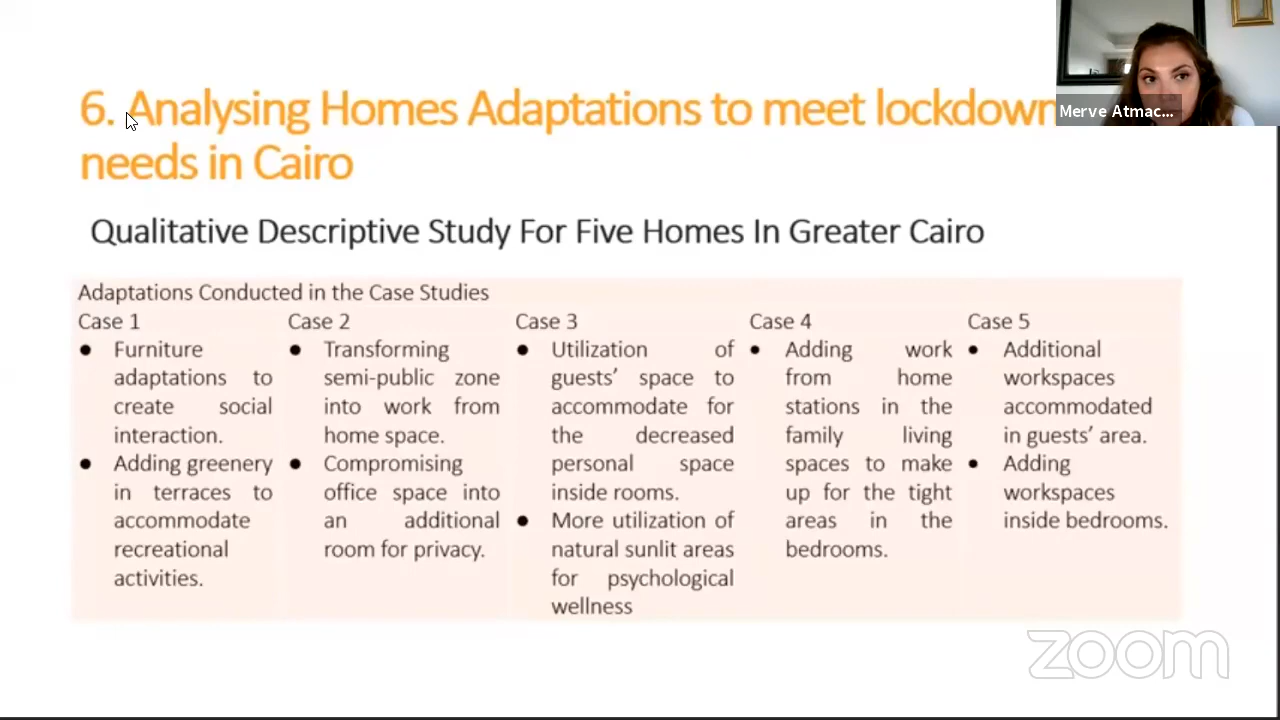 6. Analysing Homes Adaptations to meet lockdown
needs in Cairo
Merve Atmac...
Qualitative Descriptive Study For Five Homes In Greater Cairo
Adaptations Conducted in the Case Studies
Case 1
● Furniture
adaptations to
create social
interaction.
● Adding greenery
in terraces to
accommodate
recreational
activities.
Case 2
● Transforming
semi-public zone
into work from
home space.
● Compromising
office space into
an additional
room for privacy.
Case 3
● Utilization of
guests' space to
accommodate for
the decreased
personal space
inside rooms.
● More utilization of
natural sunlit areas
for psychological
wellness
Case 4
● Adding work
from home
stations in the
family living
spaces to make
up for the tight
areas in the
bedrooms.
Case 5
● Additional
workspaces
accommodated
in guests' area.
● Adding
workspaces
inside bedrooms.
zoom